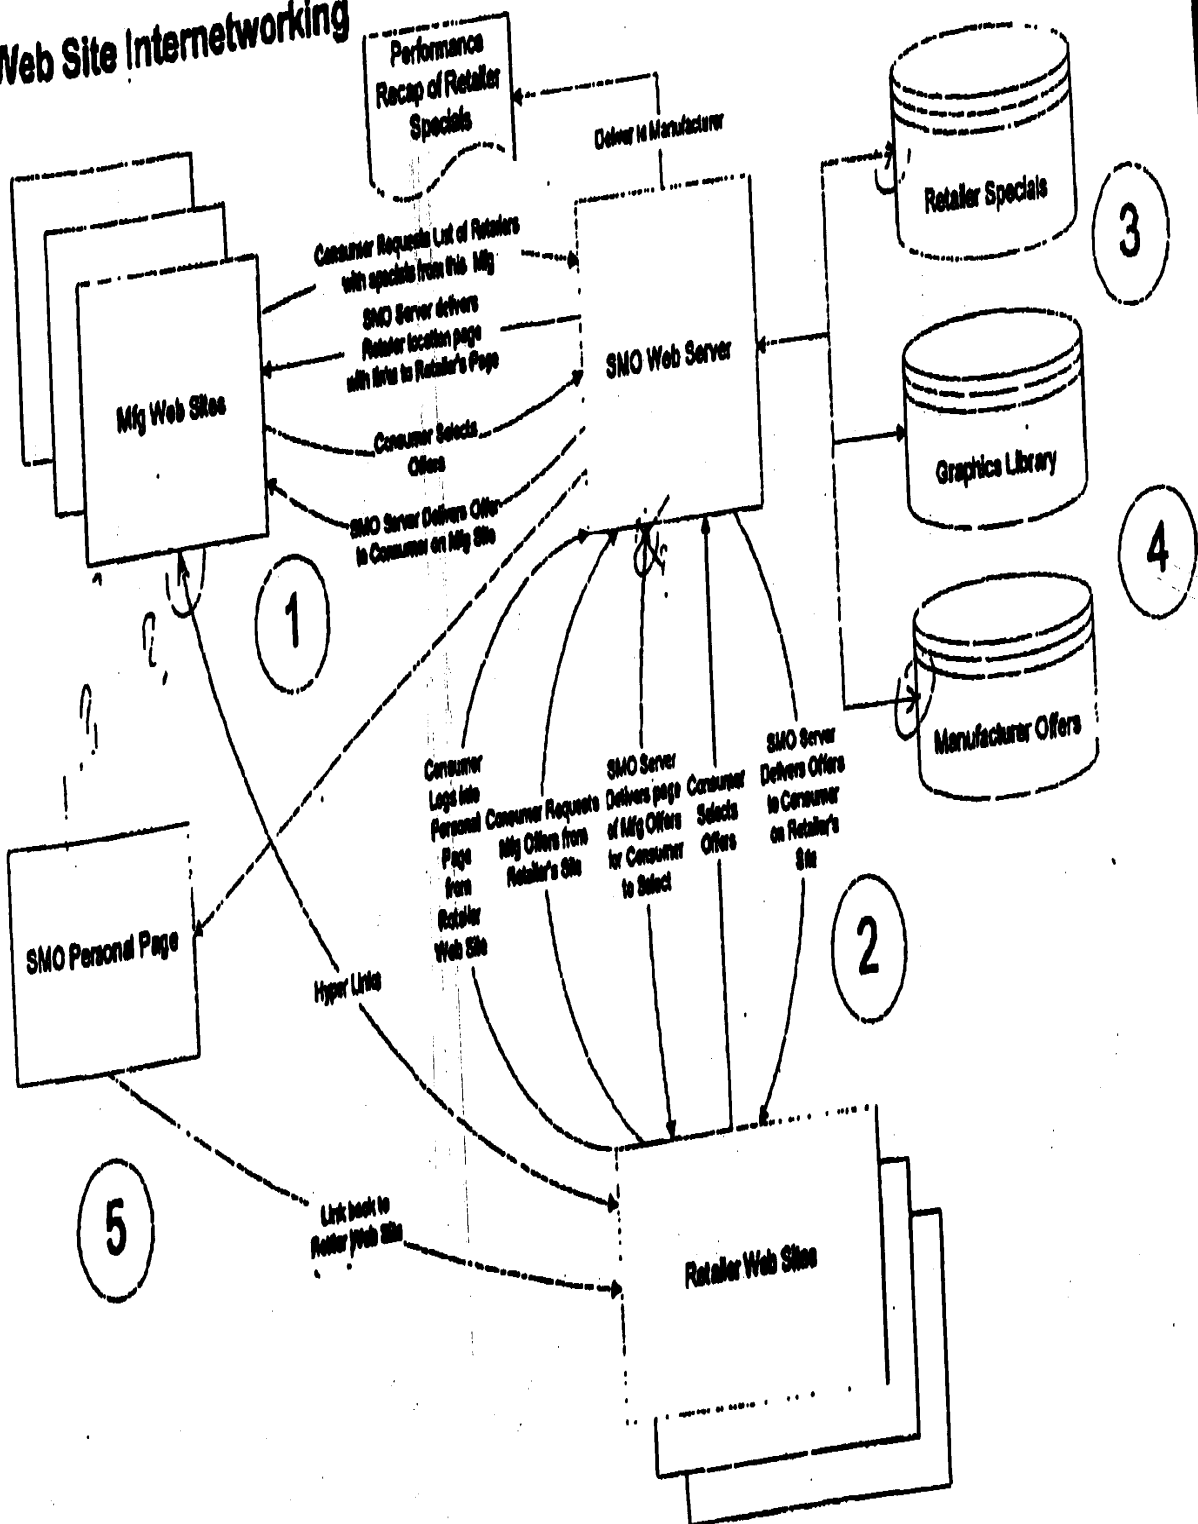 Web Site Internetworking
Performance
Recap of Retailer
Specials
Deliver to Manufacturer
Retailer Specials
3
Consumer Requests List of Retailers
with specials from this Mfg
SMO Server delivers
Retailer location page
with links to Retailer's Page
SMO Web Server
Mfg Web Sites
Consumer Selects
Offers
Graphics Library
SMO Server Delivers Offer
to Consumer on Mfg Site
4
1
Manufacturer Offers
Consumer
Logs into
Personal
Page
from
Retailer
Web Site
Consumer Requests
Mfg Offers from
Retailer's Site
SMO Server
Delivers page
of Mfg Offers
for Consumer
to Select
Consumer
Selects
Offers
SMO Server
Delivers Offers
to Consumer
on Retailer's
Site
2
SMO Personal Page
Hyper Links
5
Link back to
Retiler Web Site
Retailer Web Sites
? ? ?